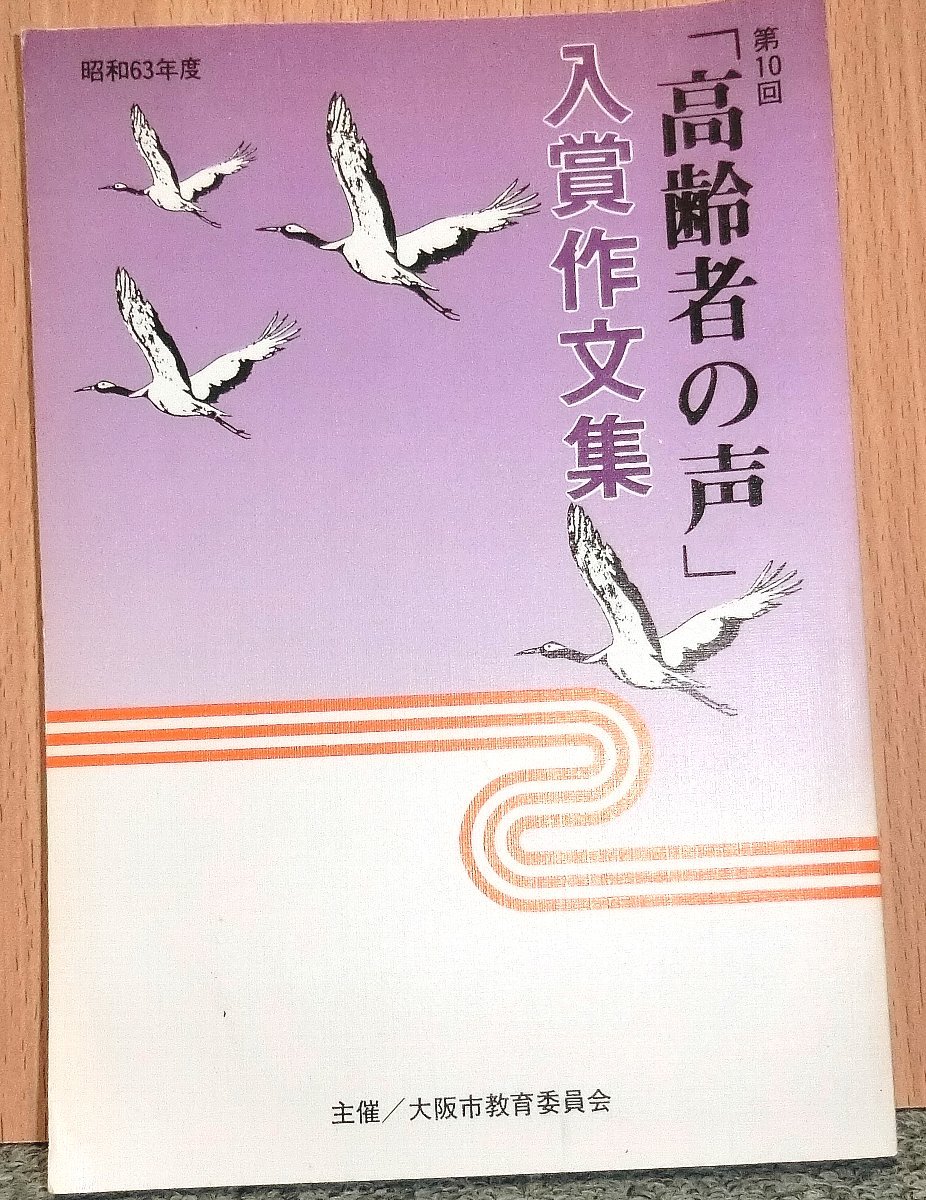 昭和63年度
第10回
「高齢者の声」
入賞作文集
主催／大阪市教育委員会